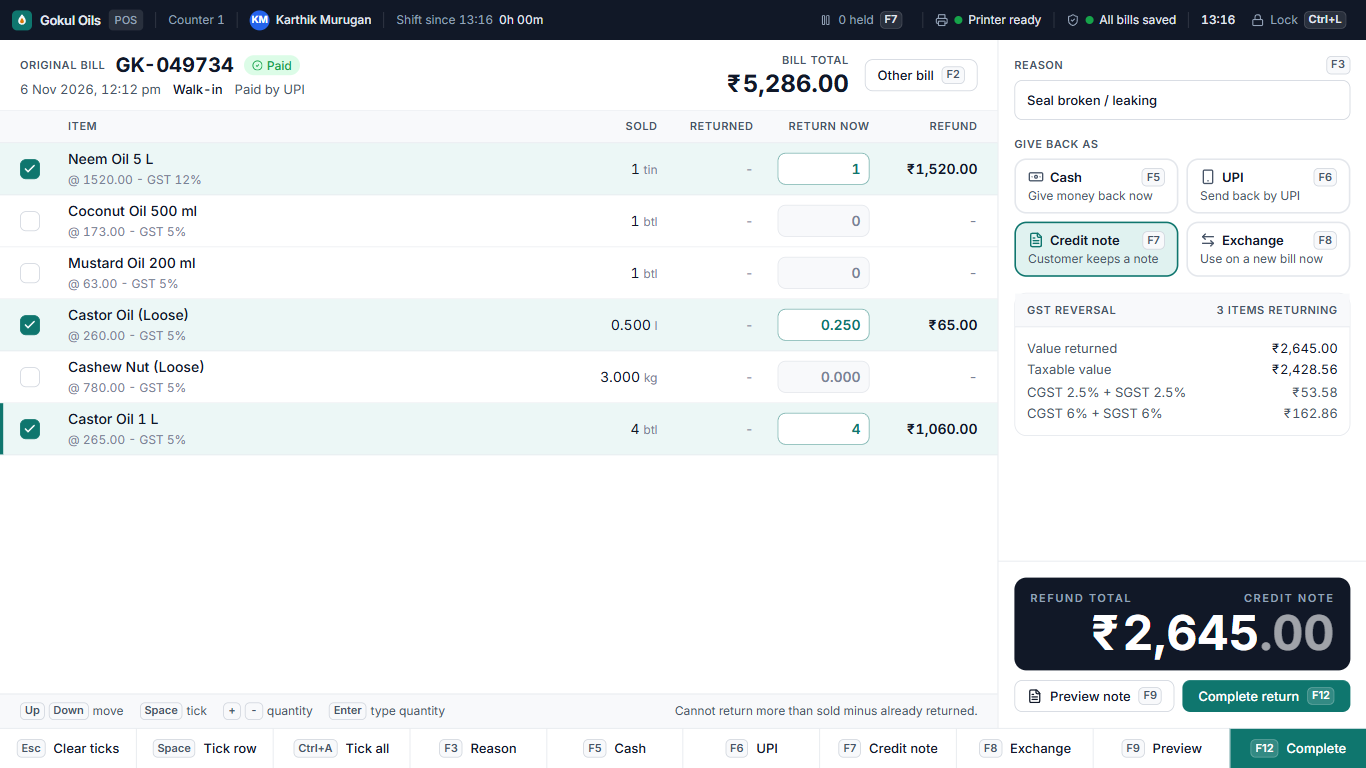 Gokul Oils POS Counter 1 KM Karthik Murugan Shift since 13:16 0h 00m 0 held F7 Printer ready All bills saved 13:16 Lock Ctrl+L
ORIGINAL BILL GK-049734 Paid
6 Nov 2026, 12:12 pm Walk-in Paid by UPI
BILL TOTAL
₹5,286.00
Other bill F2
ITEM SOLD RETURNED RETURN NOW REFUND
Neem Oil 5 L
@ 1520.00 - GST 12%
1 tin - 1 ₹1,520.00
Coconut Oil 500 ml
@ 173.00 - GST 5%
1 btl - 0 -
Mustard Oil 200 ml
@ 63.00 - GST 5%
1 btl - 0 -
Castor Oil (Loose)
@ 260.00 - GST 5%
0.500 l - 0.250 ₹65.00
Cashew Nut (Loose)
@ 780.00 - GST 5%
3.000 kg - 0.000 -
Castor Oil 1 L
@ 265.00 - GST 5%
4 btl - 4 ₹1,060.00
Up Down move Space tick + - quantity Enter type quantity
Cannot return more than sold minus already returned.
REASON F3
Seal broken / leaking
GIVE BACK AS
Cash F5
Give money back now
UPI F6
Send back by UPI
Credit note F7
Customer keeps a note
Exchange F8
Use on a new bill now
GST REVERSAL 3 ITEMS RETURNING
Value returned ₹2,645.00
Taxable value ₹2,428.56
CGST 2.5% + SGST 2.5% ₹53.58
CGST 6% + SGST 6% ₹162.86
REFUND TOTAL CREDIT NOTE
₹2,645.00
Preview note F9
Complete return F12
Esc Clear ticks Space Tick row Ctrl+A Tick all F3 Reason F5 Cash F6 UPI F7 Credit note F8 Exchange F9 Preview F12 Complete